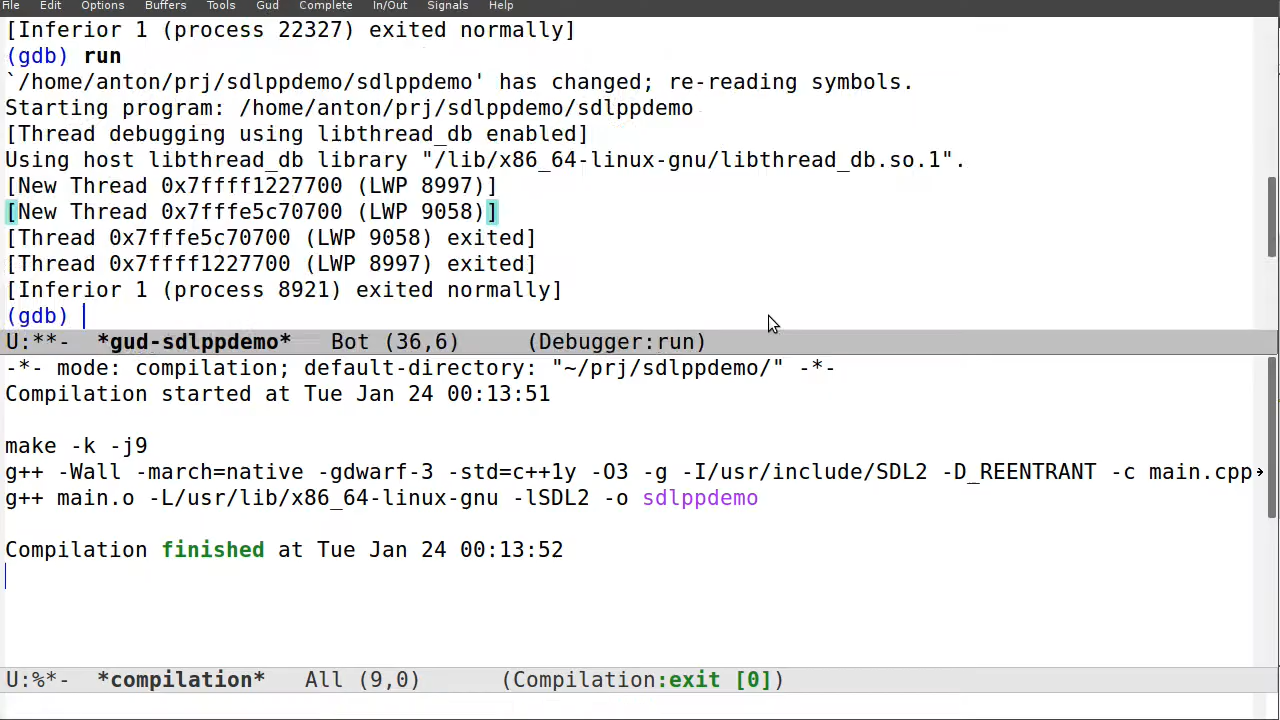 File Edit Options Buffers Tools Gud Complete In/Out Signals Help
[Inferior 1 (process 22327) exited normally]
(gdb) run
`/home/anton/prj/sdlppdemo/sdlppdemo' has changed; re-reading symbols.
Starting program: /home/anton/prj/sdlppdemo/sdlppdemo
[Thread debugging using libthread_db enabled]
Using host libthread_db library "/lib/x86_64-linux-gnu/libthread_db.so.1".
[New Thread 0x7ffff1227700 (LWP 8997)]
[New Thread 0x7fffe5c70700 (LWP 9058)]
[Thread 0x7fffe5c70700 (LWP 9058) exited]
[Thread 0x7ffff1227700 (LWP 8997) exited]
[Inferior 1 (process 8921) exited normally]
(gdb)
U:**-  *gud-sdlppdemo*   Bot (36,6)     (Debugger:run)
-*- mode: compilation; default-directory: "~/prj/sdlppdemo/" -*-
Compilation started at Tue Jan 24 00:13:51
make -k -j9
g++ -Wall -march=native -gdwarf-3 -std=c++1y -O3 -g -I/usr/include/SDL2 -D_REENTRANT -c main.cpp
g++ main.o -L/usr/lib/x86_64-linux-gnu -lSDL2 -o sdlppdemo
Compilation finished at Tue Jan 24 00:13:52
U:%*-  *compilation*   All (9,0)      (Compilation:exit [0])